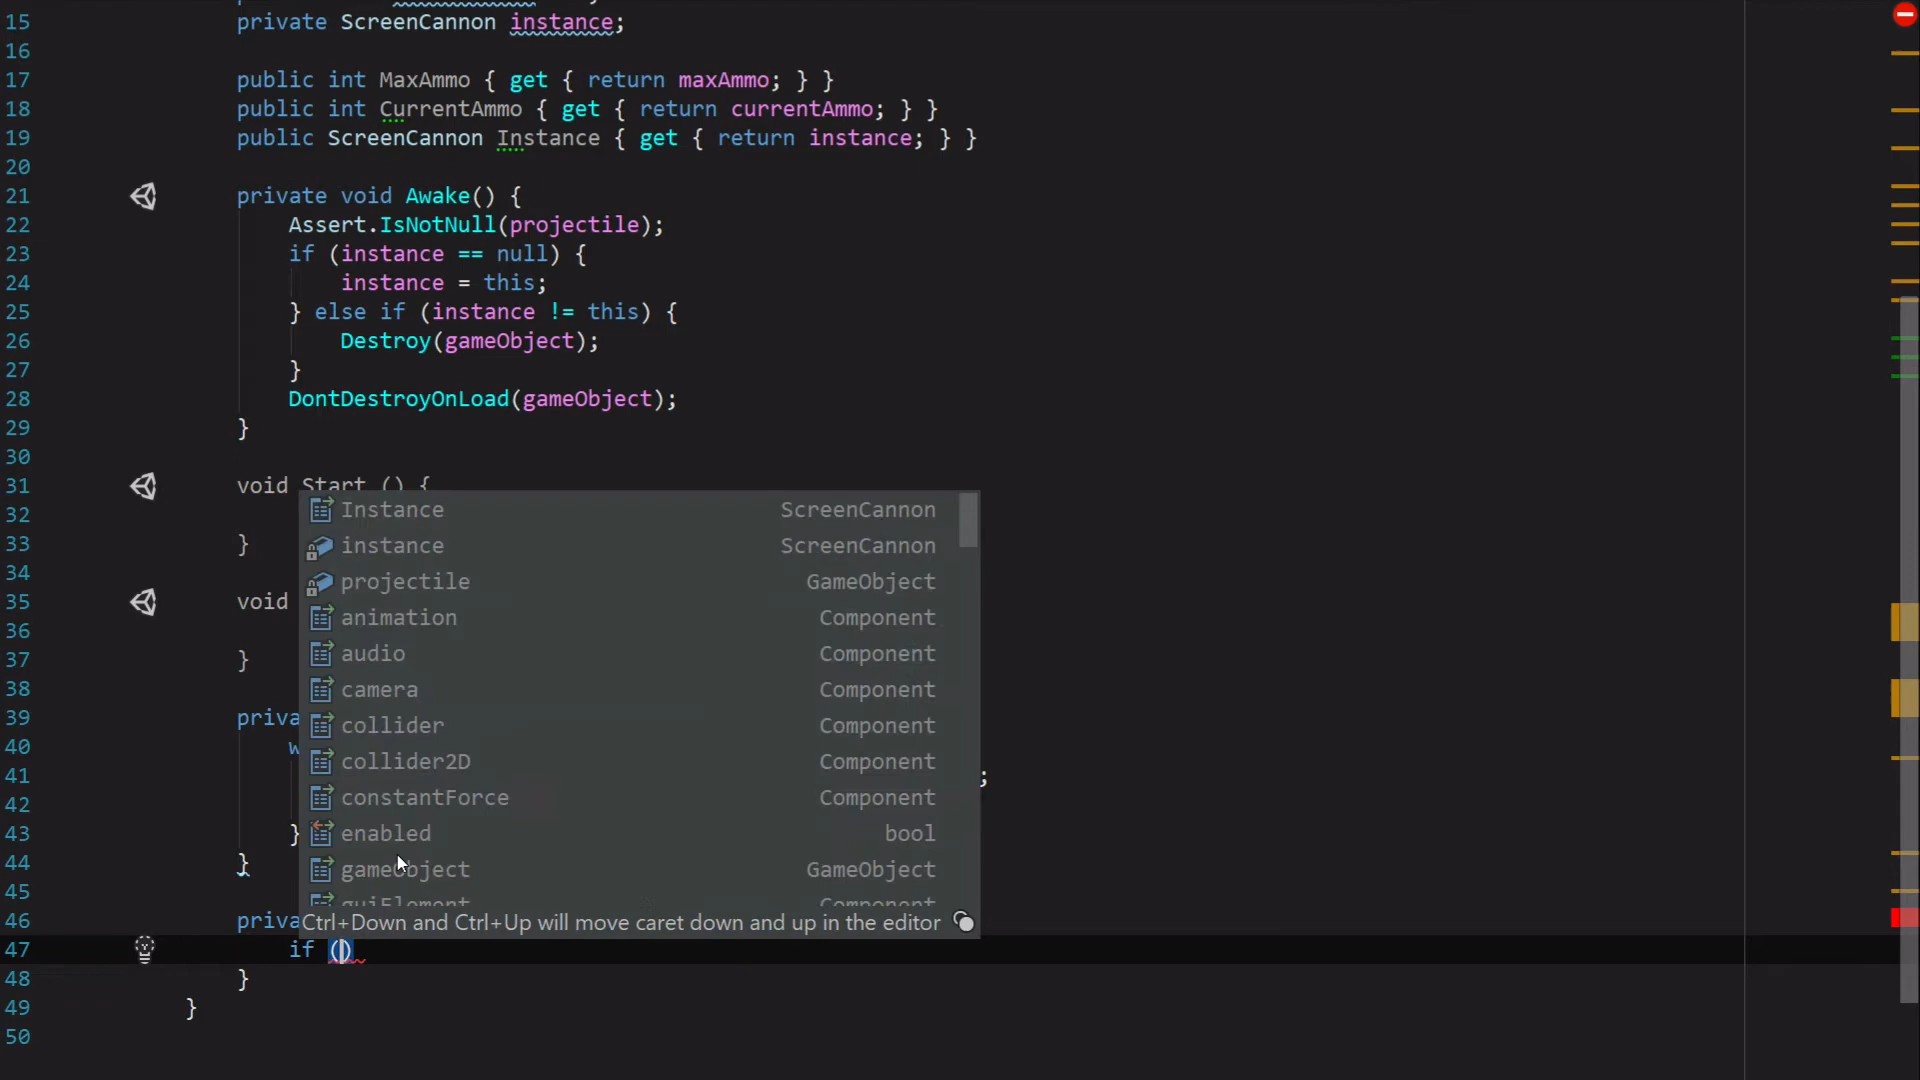 15 private ScreenCannon instance;
16
17 public int MaxAmmo { get { return maxAmmo; } }
18 public int CurrentAmmo { get { return currentAmmo; } }
19 public ScreenCannon Instance { get { return instance; } }
20
21 private void Awake() {
22 Assert.IsNotNull(projectile);
23 if (instance == null) {
24 instance = this;
25 } else if (instance != this) {
26 Destroy(gameObject);
27 }
28 DontDestroyOnLoad(gameObject);
29 }
30
31 void Start () {
32 Instance ScreenCannon
33 } instance ScreenCannon
34 projectile GameObject
35 void animation Component
36 audio Component
37 }
38 camera Component
39 priva collider Component
40 w collider2D Component
41 ;
42 constantForce Component
43 } enabled bool
44 } gameObject GameObject
45 guiElement Component
46 priva Ctrl+Down and Ctrl+Up will move caret down and up in the editor
47 if ()
48 }
49 }
50